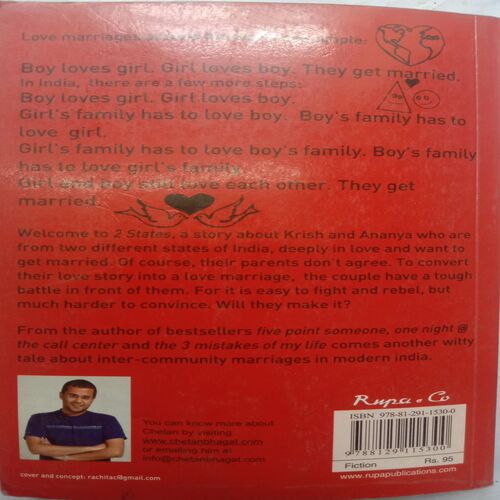 Love marriages around the world are simple:
Boy loves girl. Girl loves boy. They get married.
In India, there are a few more steps:
Boy loves girl. Girl loves boy.
Girl's family has to love boy. Boy's family has to
love girl.
Girl's family has to love boy's family. Boy's family
has to love girl's family.
Girl and boy still love each other. They get
married.
Welcome to 2 States, a story about Krish and Ananya who are
from two different states of India, deeply in love and want to
get married. Of course, their parents don't agree. To convert
their love story into a love marriage, the couple have a tough
battle in front of them. For it is easy to fight and rebel, but
much harder to convince. Will they make it?
From the author of bestsellers five point someone, one night @
the call center and the 3 mistakes of my life comes another witty
tale about inter-community marriages in modern india.
You can know more about
Chetan by visiting:
www.chetanbhagat.com
or emailing him at
info@chetanbhagat.com
cover and concept: rachitac@gmail.com
Rupa & Co
ISBN 978-81-291-1530-0
9 788129 115300
Fiction Rs. 95
www.rupapublications.com